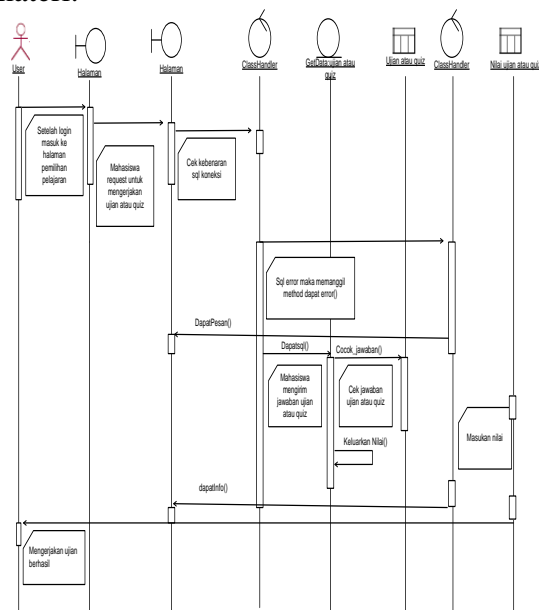 User
Halaman
Halaman
ClassHandler
GetData:ujian atau
quiz
Ujian atau quiz
ClassHandler
Nilai ujian atau qui
Setelah login
masuk ke
halaman
pemilihan
pelajaran
Mahasiswa
request untuk
mengerjakan
ujian atau quiz
Cek kebenaran
sql koneksi
Sql error maka memanggil
method dapat error()
DapatPesan()
Dapatsql()
Cocok_jawaban()
Mahasiswa
mengirim
jawaban ujian
atau quiz
Cek jawaban
ujian atau quiz
Masukan nilai
Keluarkan Nilai()
dapatInfo()
Mengerjakan ujian
berhasil